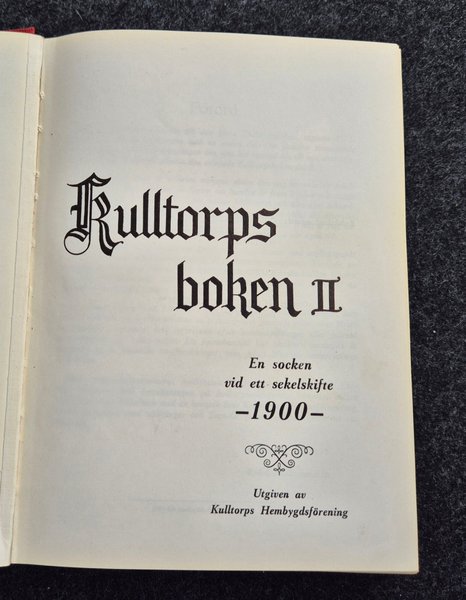 Kulltorps
boken II
En socken
vid ett sekelskifte
–1900–
Utgiven av
Kulltorps Hembygdsförening